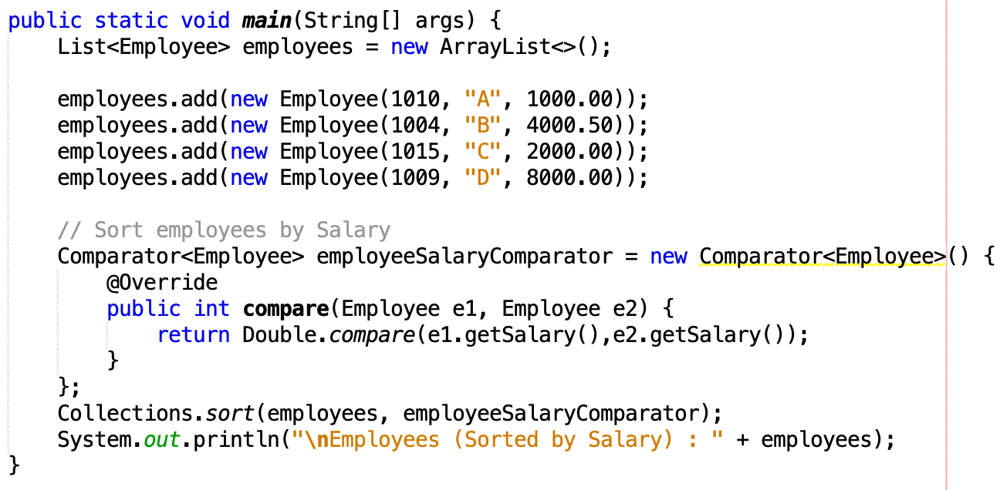 public static void main(String[] args) {
    List<Employee> employees = new ArrayList<>();

    employees.add(new Employee(1010, "A", 1000.00));
    employees.add(new Employee(1004, "B", 4000.50));
    employees.add(new Employee(1015, "C", 2000.00));
    employees.add(new Employee(1009, "D", 8000.00));

    // Sort employees by Salary
    Comparator<Employee> employeeSalaryComparator = new Comparator<Employee>() {
        @Override
        public int compare(Employee e1, Employee e2) {
            return Double.compare(e1.getSalary(),e2.getSalary());
        }
    };
    Collections.sort(employees, employeeSalaryComparator);
    System.out.println("\nEmployees (Sorted by Salary) : " + employees);
}